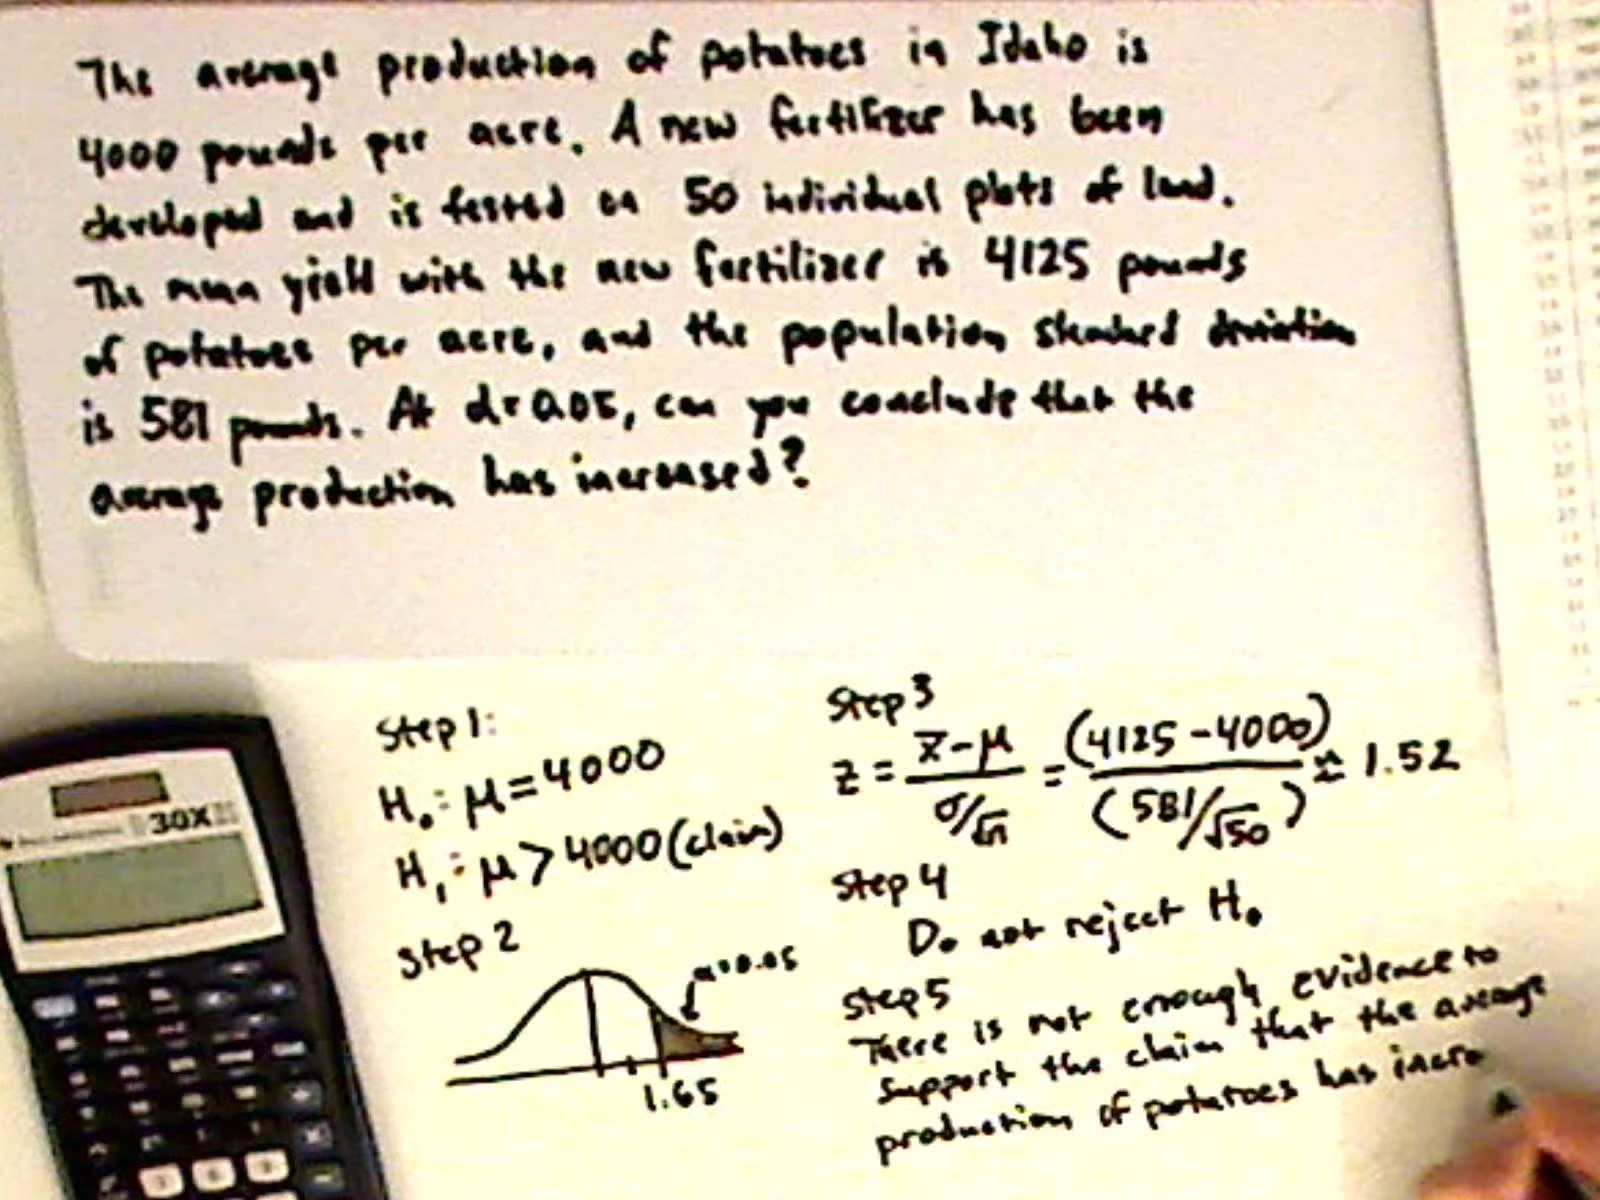 The average production of potatoes in Idaho is
4000 pounds per acre. A new fertilizer has been
developed and is tested on 50 individual plots of land.
The mean yield with the new fertilizer is 4125 pounds
of potatoes per acre, and the population standard deviation
is 581 pounds. At α=0.05, can you conclude that the
average production has increased?
Step 1:
H₀: μ=4000
H₁: μ>4000 (claim)
Step 2
α=0.05
1.65
Step 3
z = x̄-μ / σ/√n = (4125-4000) / (581/√50) ≈ 1.52
Step 4
Do not reject H₀
Step 5
There is not enough evidence to
support the claim that the average
production of potatoes has incre
30X